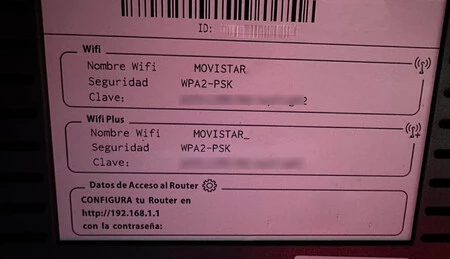 ID:
Wifi
Nombre Wifi MOVISTAR_
Seguridad WPA2-PSK
Clave:
Wifi Plus
Nombre Wifi MOVISTAR_
Seguridad WPA2-PSK
Clave:
Datos de Acceso al Router
CONFIGURA tu Router en
http://192.168.1.1
con la contraseña: